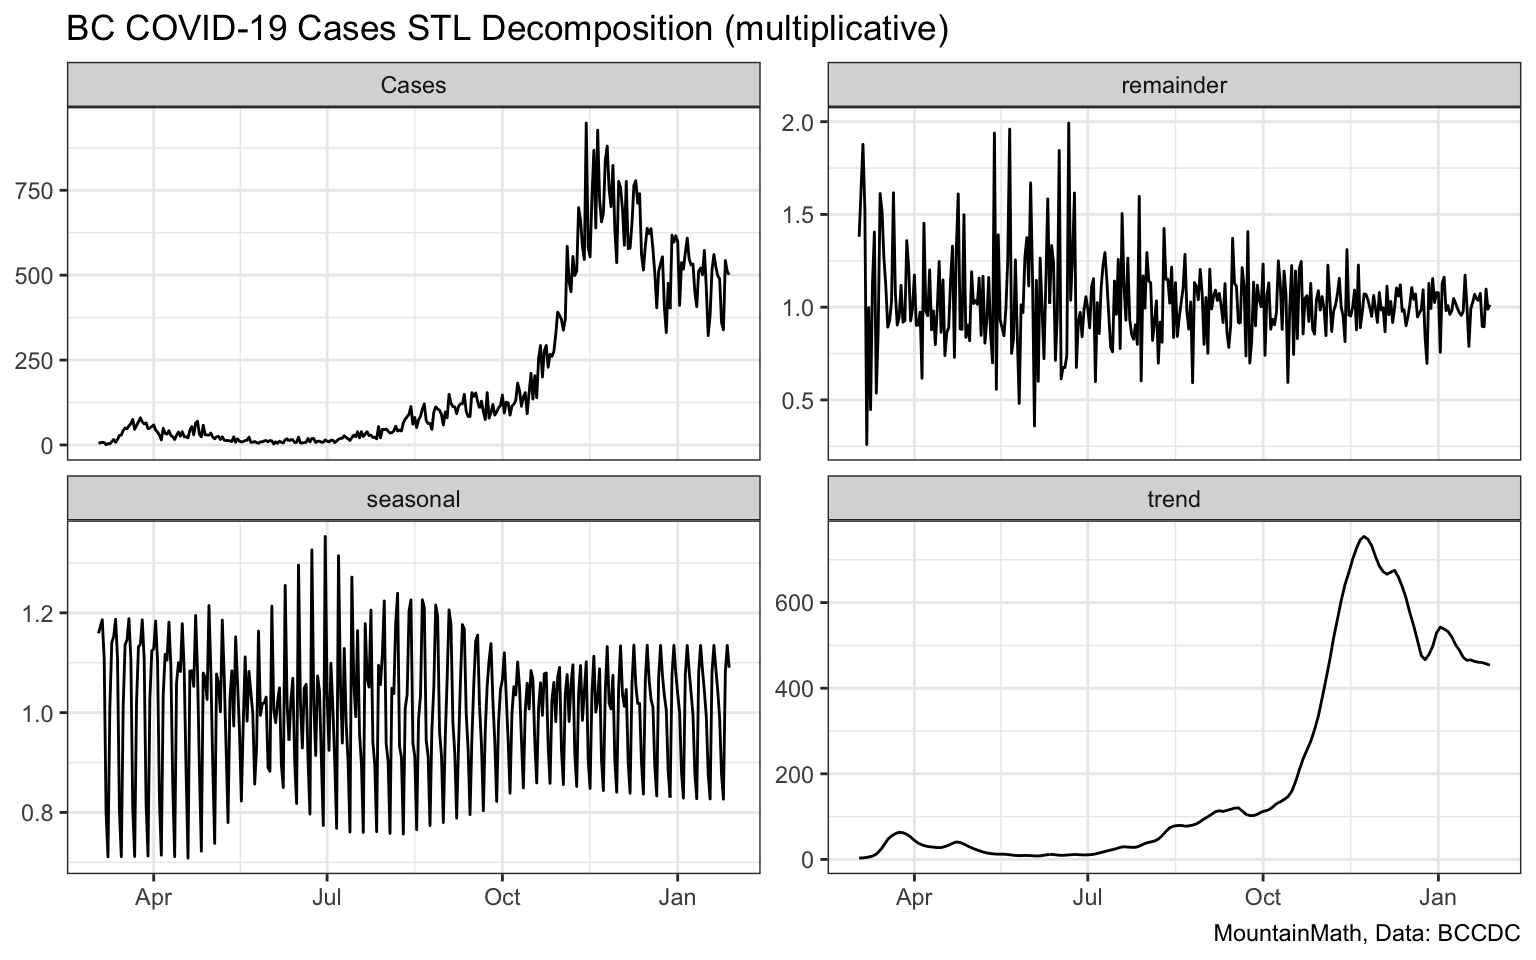 BC COVID-19 Cases STL Decomposition (multiplicative)
Cases
750
500
250
0
remainder
2.0
1.5
1.0
0.5
seasonal
1.2
1.0
0.8
Apr Jul Oct Jan
trend
600
400
200
0
Apr Jul Oct Jan
MountainMath, Data: BCCDC